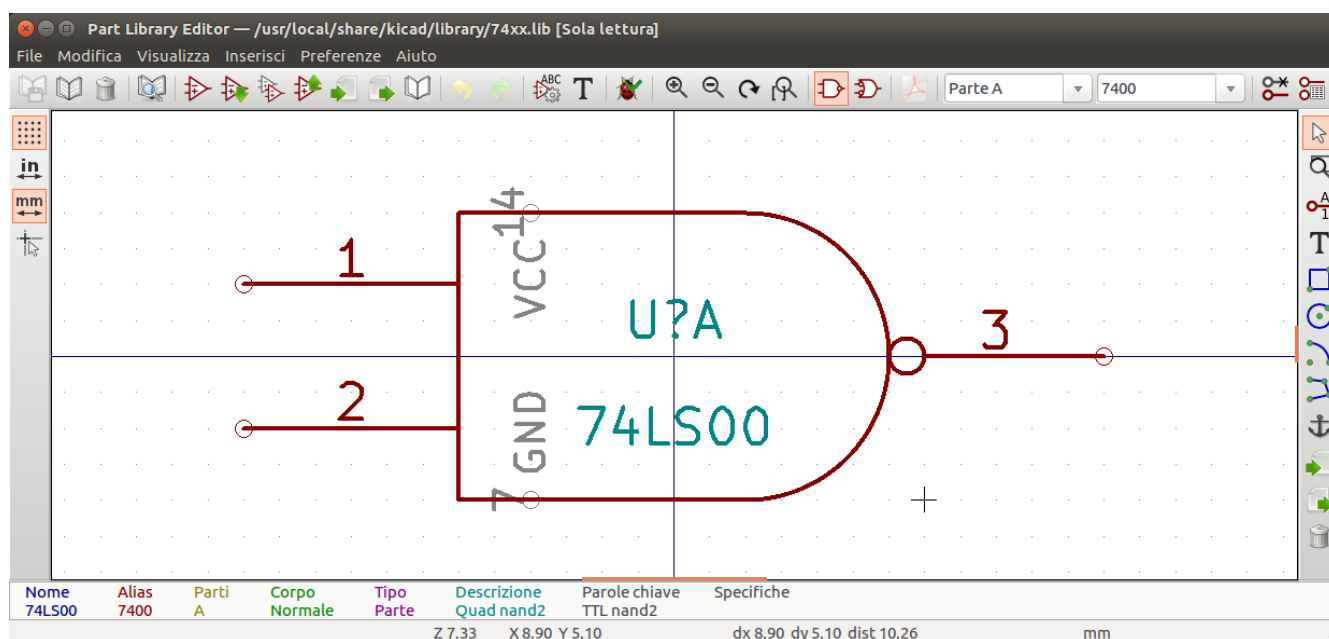 Part Library Editor — /usr/local/share/kicad/library/74xx.lib [Sola lettura]
File Modifica Visualizza Inserisci Preferenze Aiuto
ABC T Parte A 7400
in
mm
A
1
T
14
VCC
1
U?A
3
2
GND
74LS00
7
Nome Alias Parti Corpo Tipo Descrizione Parole chiave Specifiche
74LS00 7400 A Normale Parte Quad nand2 TTL nand2
Z 7,33 X 8,90 Y 5,10 dx 8,90 dy 5,10 dist 10,26 mm